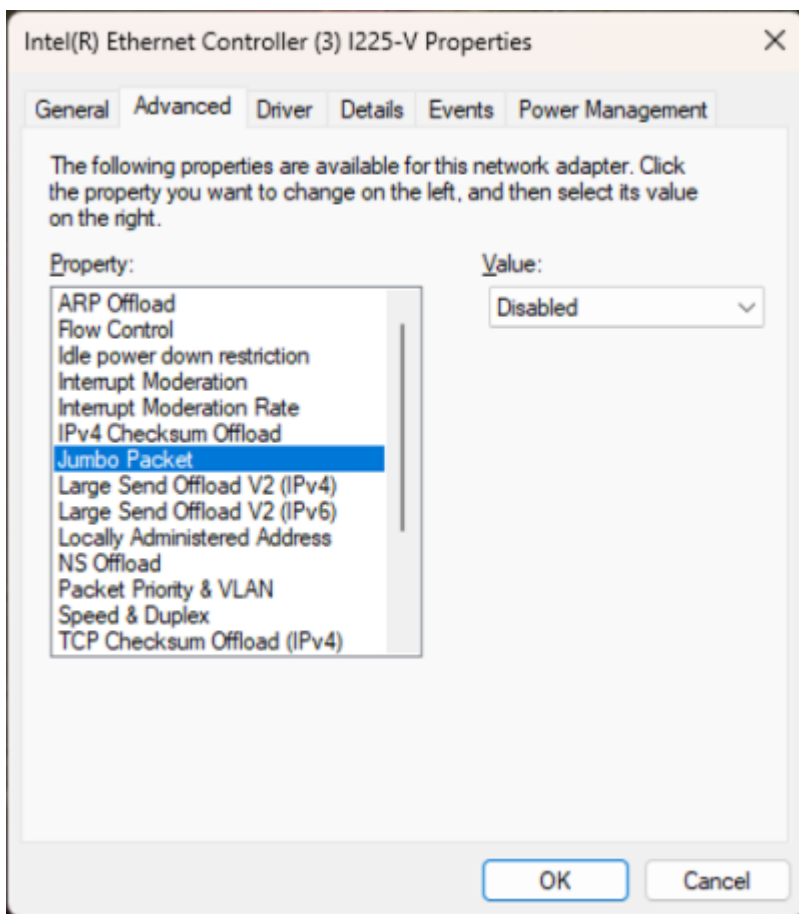 Intel(R) Ethernet Controller (3) I225-V Properties
General Advanced Driver Details Events Power Management
The following properties are available for this network adapter. Click
the property you want to change on the left, and then select its value
on the right.
Property:
ARP Offload
Flow Control
Idle power down restriction
Interrupt Moderation
Interrupt Moderation Rate
IPv4 Checksum Offload
Jumbo Packet
Large Send Offload V2 (IPv4)
Large Send Offload V2 (IPv6)
Locally Administered Address
NS Offload
Packet Priority & VLAN
Speed & Duplex
TCP Checksum Offload (IPv4)
Value:
Disabled
OK Cancel